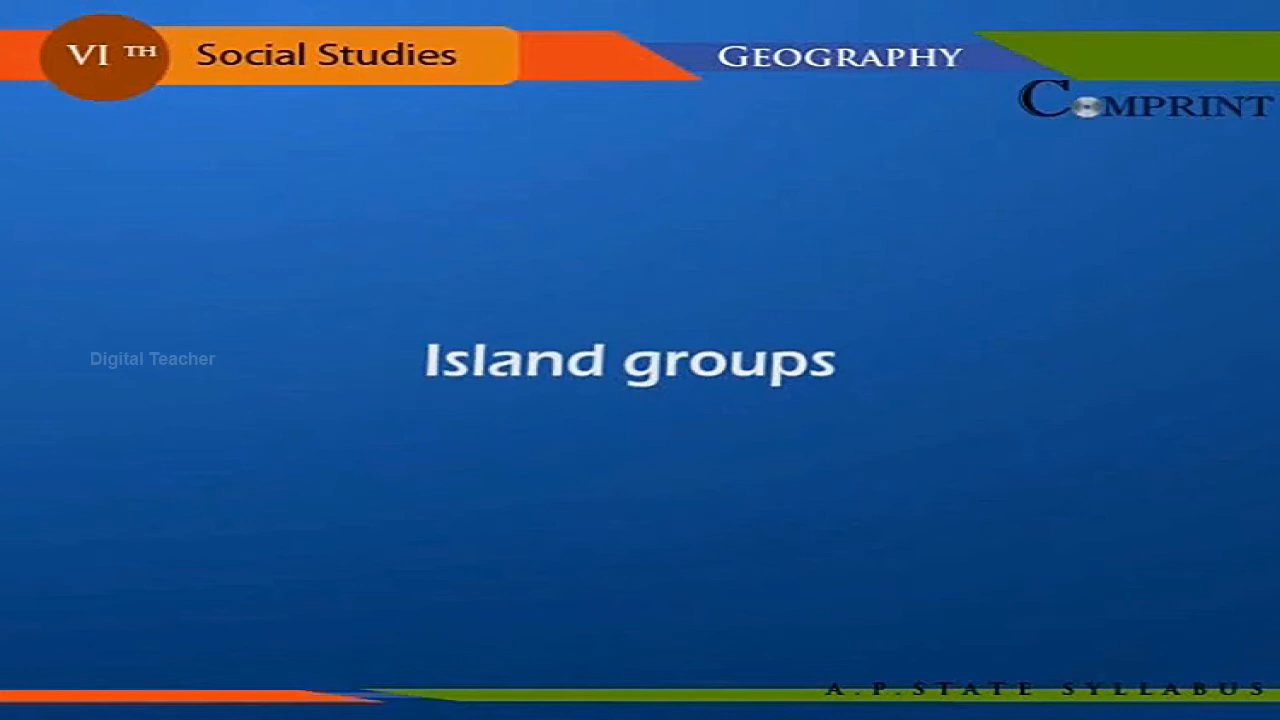 VI TH Social Studies GEOGRAPHY
COMPRINT
Digital Teacher Island groups
A.P.STATE SYLLABUS